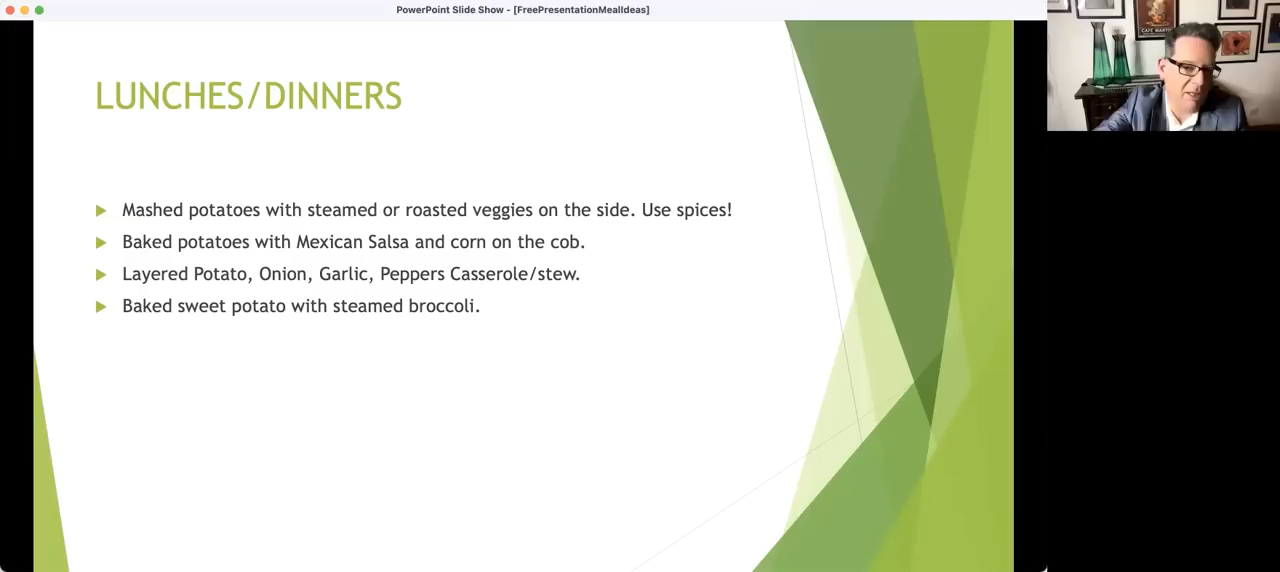 PowerPoint Slide Show - [FreePresentationMealIdeas]
LUNCHES/DINNERS
Mashed potatoes with steamed or roasted veggies on the side. Use spices!
Baked potatoes with Mexican Salsa and corn on the cob.
Layered Potato, Onion, Garlic, Peppers Casserole/stew.
Baked sweet potato with steamed broccoli.